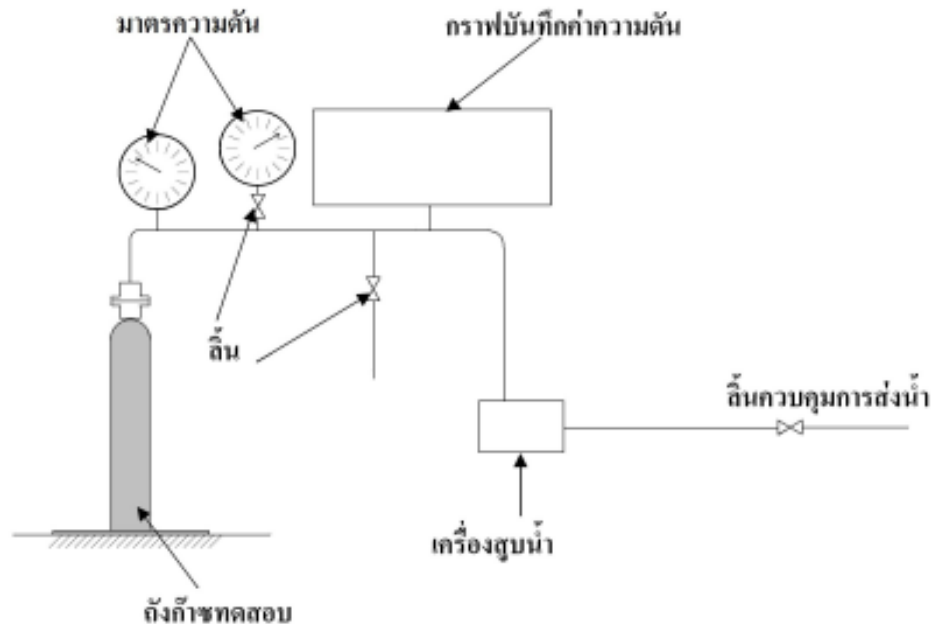 มาตรความดัน
กราฟบันทึกค่าความดัน
ลิ้น
ลิ้นควบคุมการส่งน้ำ
เครื่องสูบน้ำ
ถังก๊าซทดสอบ